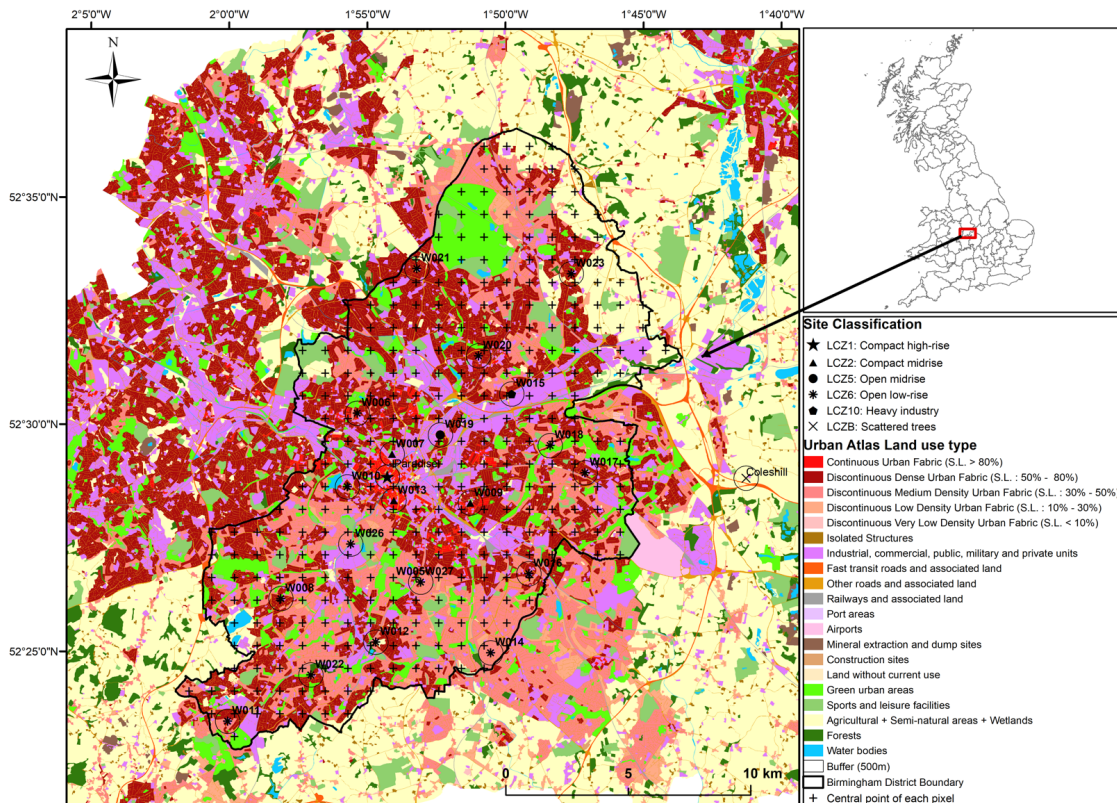 2°5'0"W 2°0'0"W 1°55'0"W 1°50'0"W 1°45'0"W 1°40'0"W
N
52°35'0"N
52°30'0"N
52°25'0"N
W021
W023
W020
W015
W006
W019
W007
W018
Paradise
W017
W010
W013
Coleshill
W009
W026
W005W027
W016
W008
W012
W014
W022
W011
0 5 10 km
Site Classification
LCZ1: Compact high-rise
LCZ2: Compact midrise
LCZ5: Open midrise
LCZ6: Open low-rise
LCZ10: Heavy industry
LCZB: Scattered trees
Urban Atlas Land use type
Continuous Urban Fabric (S.L. > 80%)
Discontinuous Dense Urban Fabric (S.L. : 50% - 80%)
Discontinuous Medium Density Urban Fabric (S.L. : 30% - 50%)
Discontinuous Low Density Urban Fabric (S.L. : 10% - 30%)
Discontinuous Very Low Density Urban Fabric (S.L. < 10%)
Isolated Structures
Industrial, commercial, public, military and private units
Fast transit roads and associated land
Other roads and associated land
Railways and associated land
Port areas
Airports
Mineral extraction and dump sites
Construction sites
Land without current use
Green urban areas
Sports and leisure facilities
Agricultural + Semi-natural areas + Wetlands
Forests
Water bodies
Buffer (500m)
Birmingham District Boundary
Central point of each pixel